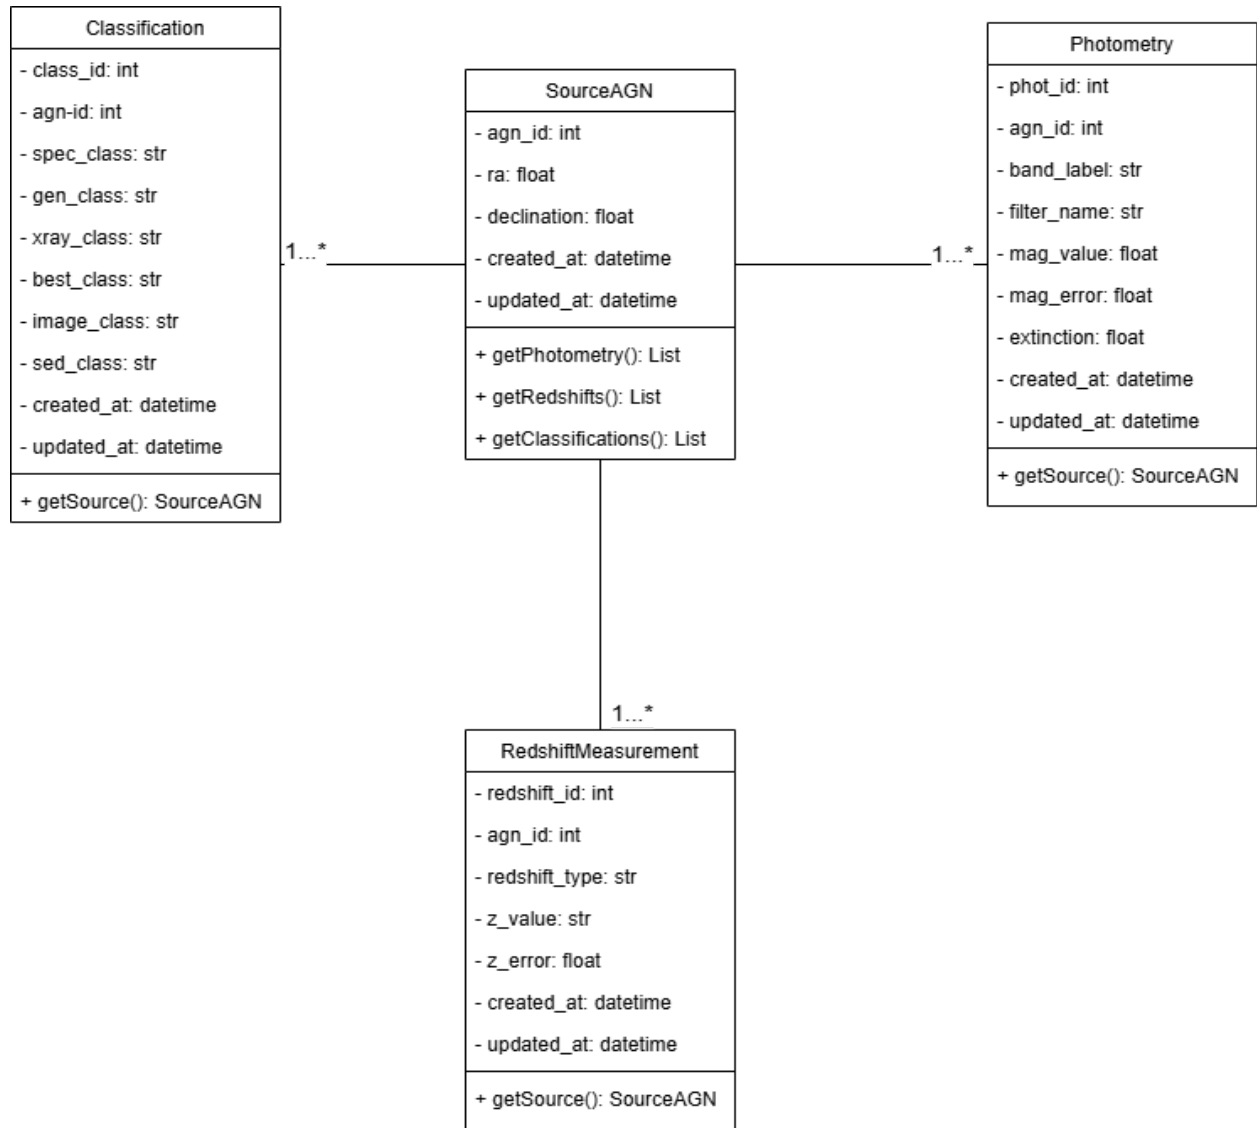 Classification
- class_id: int
- agn-id: int
- spec_class: str
- gen_class: str
- xray_class: str
- best_class: str
- image_class: str
- sed_class: str
- created_at: datetime
- updated_at: datetime
+ getSource(): SourceAGN
1...*
SourceAGN
- agn_id: int
- ra: float
- declination: float
- created_at: datetime
- updated_at: datetime
+ getPhotometry(): List
+ getRedshifts(): List
+ getClassifications(): List
1...*
Photometry
- phot_id: int
- agn_id: int
- band_label: str
- filter_name: str
- mag_value: float
- mag_error: float
- extinction: float
- created_at: datetime
- updated_at: datetime
+ getSource(): SourceAGN
1...*
RedshiftMeasurement
- redshift_id: int
- agn_id: int
- redshift_type: str
- z_value: str
- z_error: float
- created_at: datetime
- updated_at: datetime
+ getSource(): SourceAGN